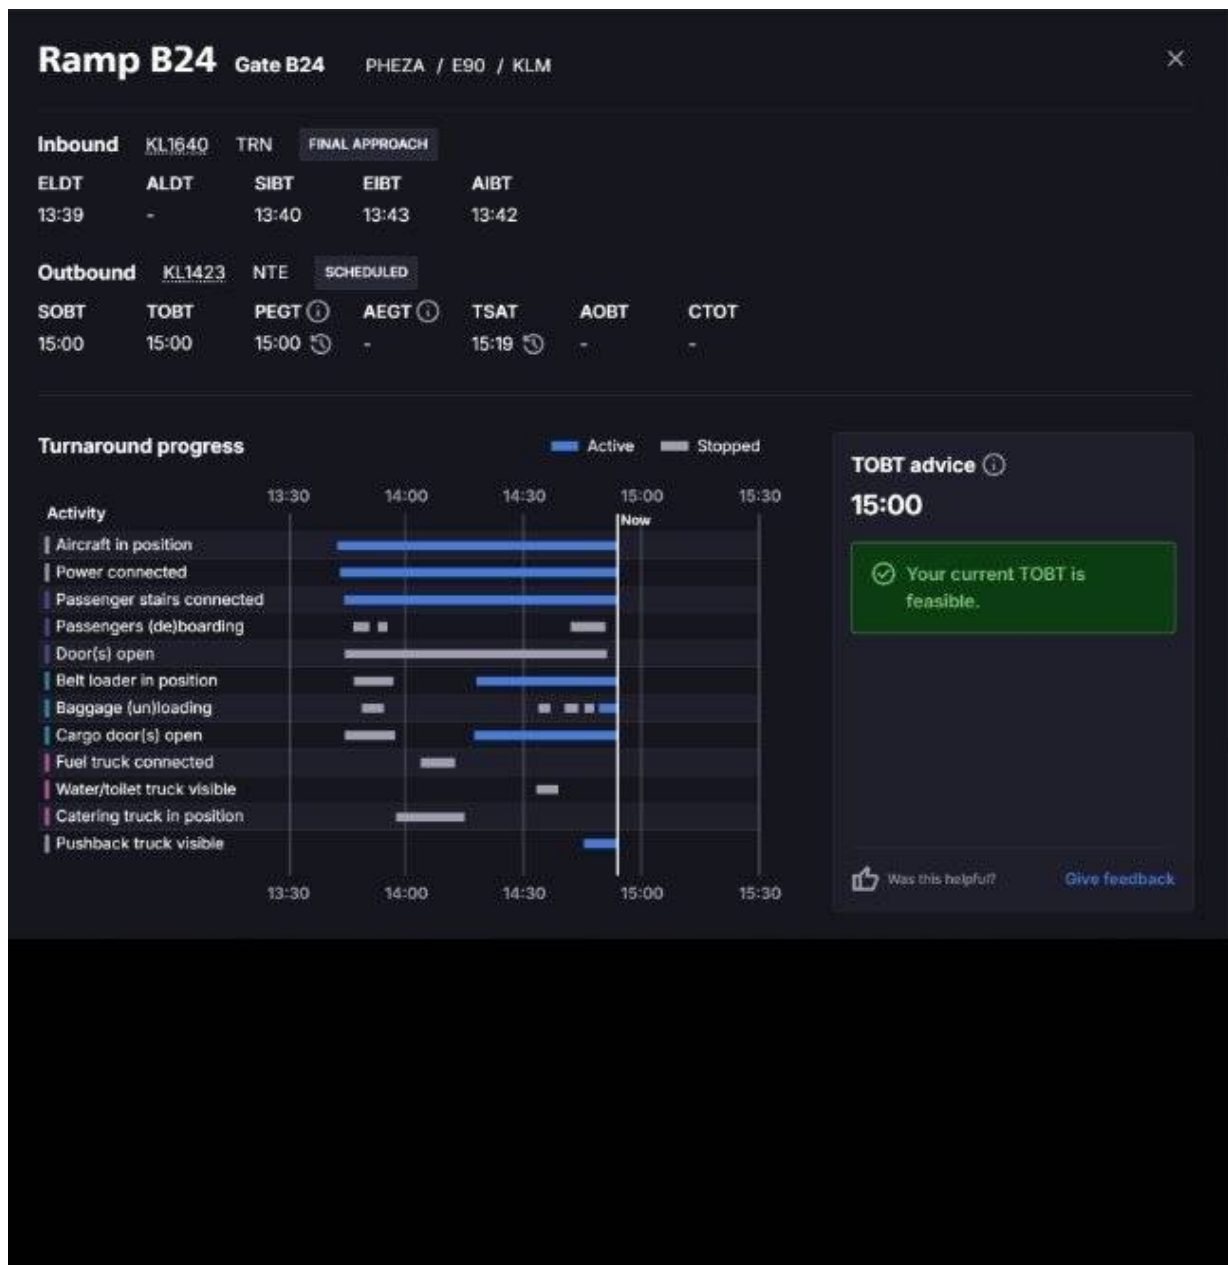 Ramp B24 Gate B24 PHEZA / E90 / KLM
Inbound KL1640 TRN FINAL APPROACH
ELDT ALDT SIBT EIBT AIBT
13:39 - 13:40 13:43 13:42
Outbound KL1423 NTE SCHEDULED
SOBT TOBT PEGT AEGT TSAT AOBT CTOT
15:00 15:00 15:00 - 15:19 - -
Turnaround progress Active Stopped
13:30 14:00 14:30 15:00 15:30
Activity
Now
Aircraft in position
Power connected
Passenger stairs connected
Passengers (de)boarding
Door(s) open
Belt loader in position
Baggage (un)loading
Cargo door(s) open
Fuel truck connected
Water/toilet truck visible
Catering truck in position
Pushback truck visible
13:30 14:00 14:30 15:00 15:30
TOBT advice
15:00
Your current TOBT is
feasible.
Was this helpful? Give feedback